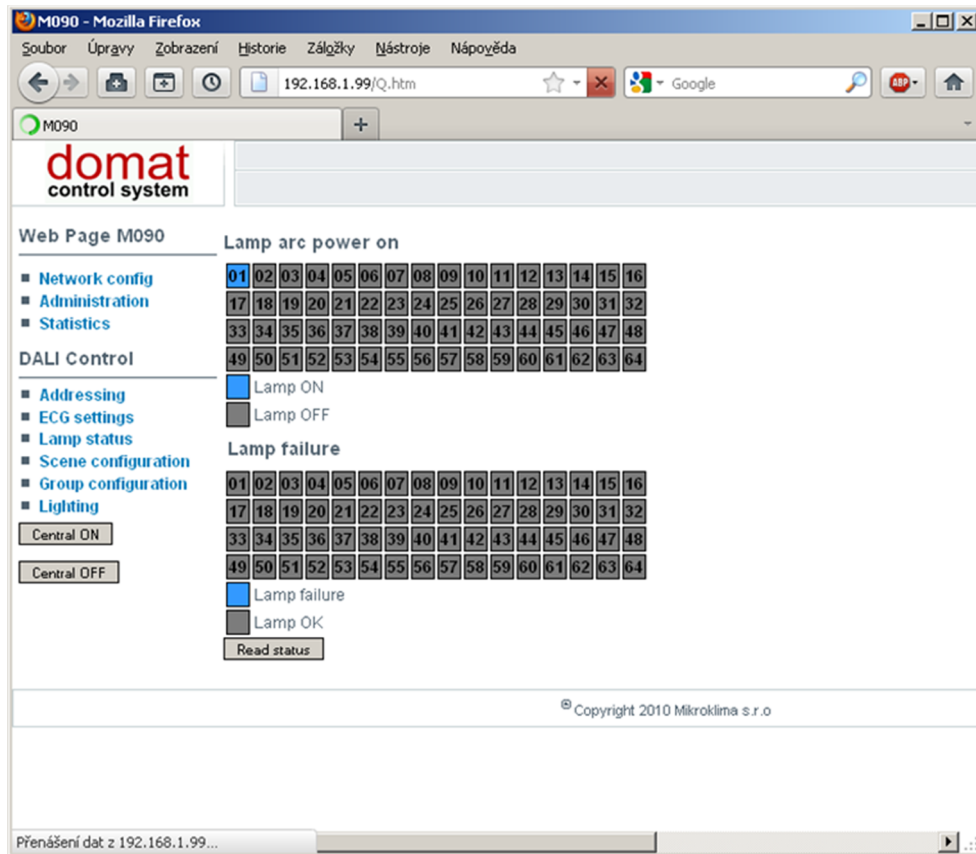 M090 - Mozilla Firefox
Soubor Úpravy Zobrazení Historie Záložky Nástroje Nápověda
192.168.1.99/Q.htm Google ABP
M090 +
domat
control system
Web Page M090
Network config
Administration
Statistics
DALI Control
Addressing
ECG settings
Lamp status
Scene configuration
Group configuration
Lighting
Central ON
Central OFF
Lamp arc power on
01 02 03 04 05 06 07 08 09 10 11 12 13 14 15 16
17 18 19 20 21 22 23 24 25 26 27 28 29 30 31 32
33 34 35 36 37 38 39 40 41 42 43 44 45 46 47 48
49 50 51 52 53 54 55 56 57 58 59 60 61 62 63 64
Lamp ON
Lamp OFF
Lamp failure
01 02 03 04 05 06 07 08 09 10 11 12 13 14 15 16
17 18 19 20 21 22 23 24 25 26 27 28 29 30 31 32
33 34 35 36 37 38 39 40 41 42 43 44 45 46 47 48
49 50 51 52 53 54 55 56 57 58 59 60 61 62 63 64
Lamp failure
Lamp OK
Read status
® Copyright 2010 Mikroklima s.r.o
Přenášení dat z 192.168.1.99...